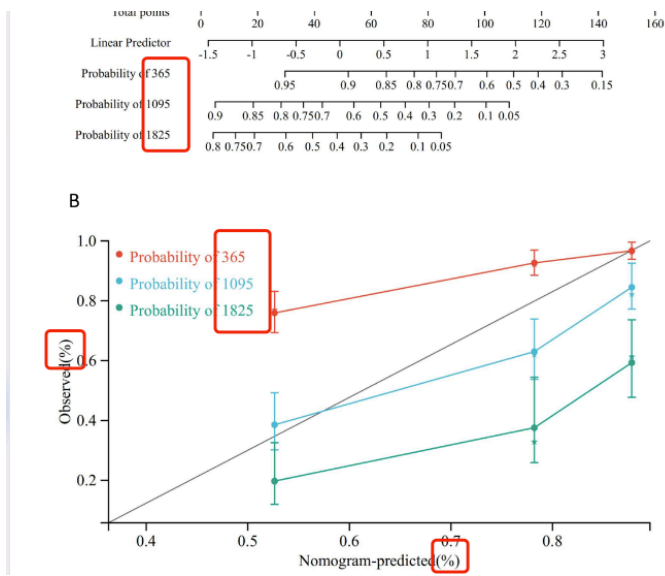 Total points 0 20 40 60 80 100 120 140 160
Linear Predictor -1.5 -1 -0.5 0 0.5 1 1.5 2 2.5 3
Probability of 365 0.95 0.9 0.85 0.8 0.75 0.7 0.6 0.5 0.4 0.3 0.15
Probability of 1095 0.9 0.85 0.8 0.75 0.7 0.6 0.5 0.4 0.3 0.2 0.1 0.05
Probability of 1825 0.8 0.75 0.7 0.6 0.5 0.4 0.3 0.2 0.1 0.05
B
1.0
Probability of 365
Probability of 1095
0.8
Probability of 1825
0.6
Observed(%)
0.4
0.2
0.4 0.5 0.6 0.7 0.8
Nomogram-predicted(%)